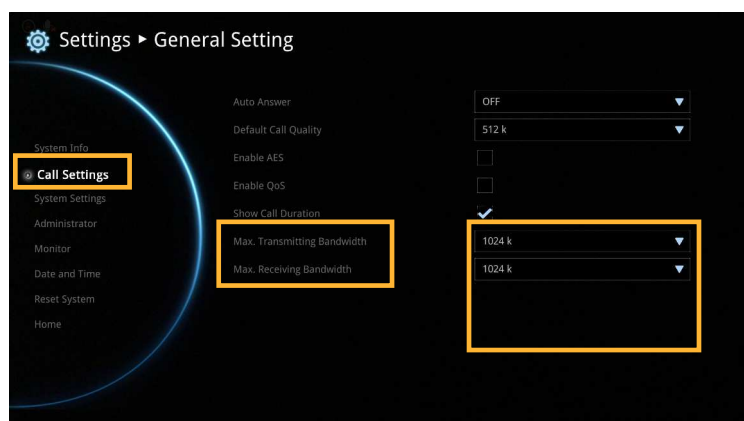 Settings ▸ General Setting
Auto Answer OFF
Default Call Quality 512 k
System Info
Enable AES
Call Settings
Enable QoS
System Settings
Show Call Duration
Administrator
Max. Transmitting Bandwidth 1024 k
Monitor
Max. Receiving Bandwidth 1024 k
Date and Time
Reset System
Home